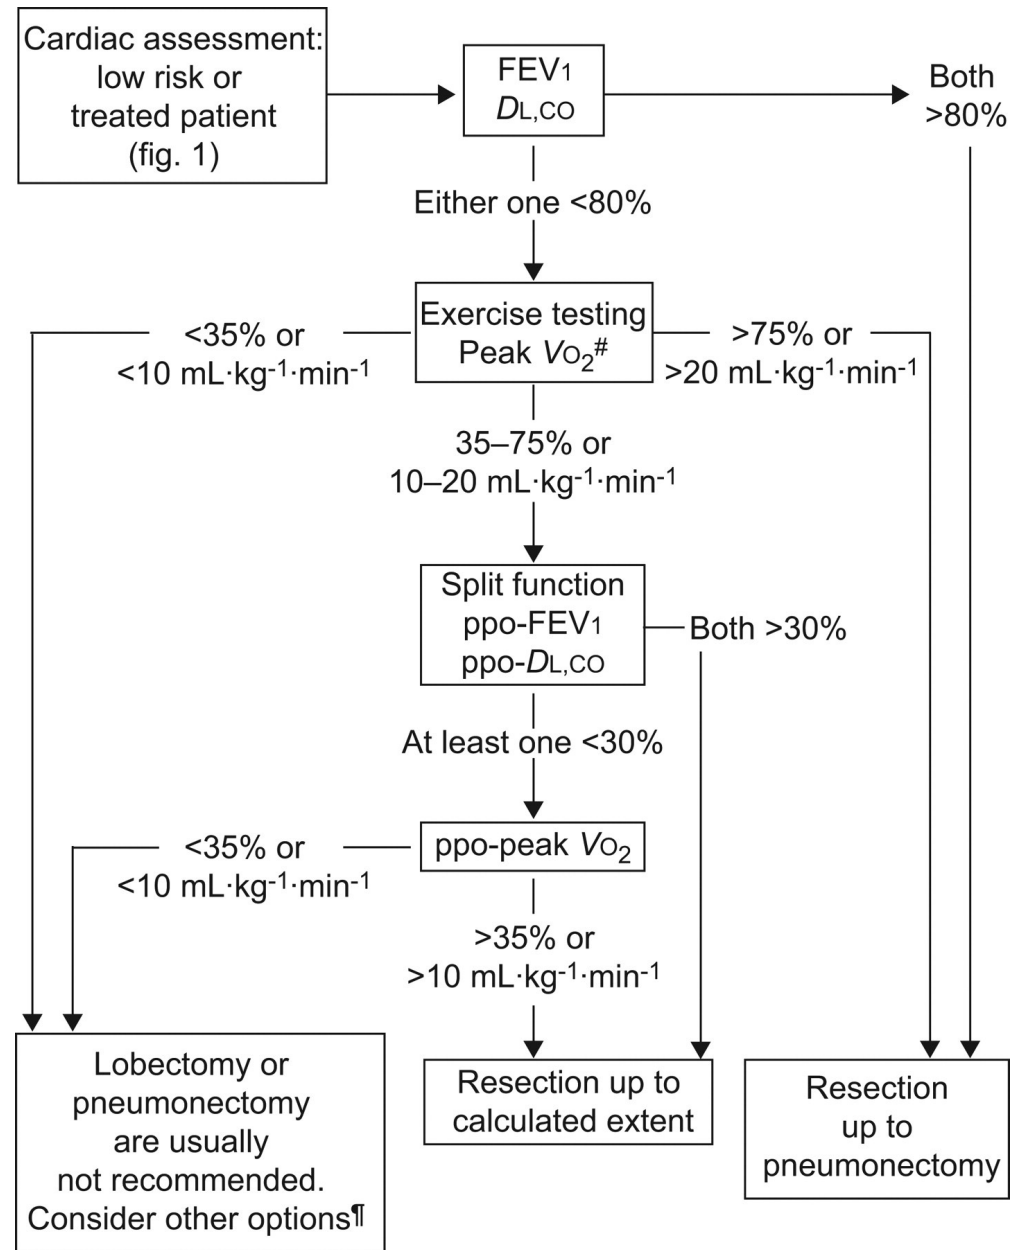 Cardiac assessment:
low risk or
treated patient
(fig. 1)
FEV1
DL,CO
Both
>80%
Either one <80%
Exercise testing
Peak VO2#
<35% or
<10 mL·kg-1·min-1
>75% or
>20 mL·kg-1·min-1
35–75% or
10–20 mL·kg-1·min-1
Split function
ppo-FEV1
ppo-DL,CO
Both >30%
At least one <30%
ppo-peak VO2
<35% or
<10 mL·kg-1·min-1
>35% or
>10 mL·kg-1·min-1
Lobectomy or
pneumonectomy
are usually
not recommended.
Consider other options¶
Resection up to
calculated extent
Resection
up to
pneumonectomy